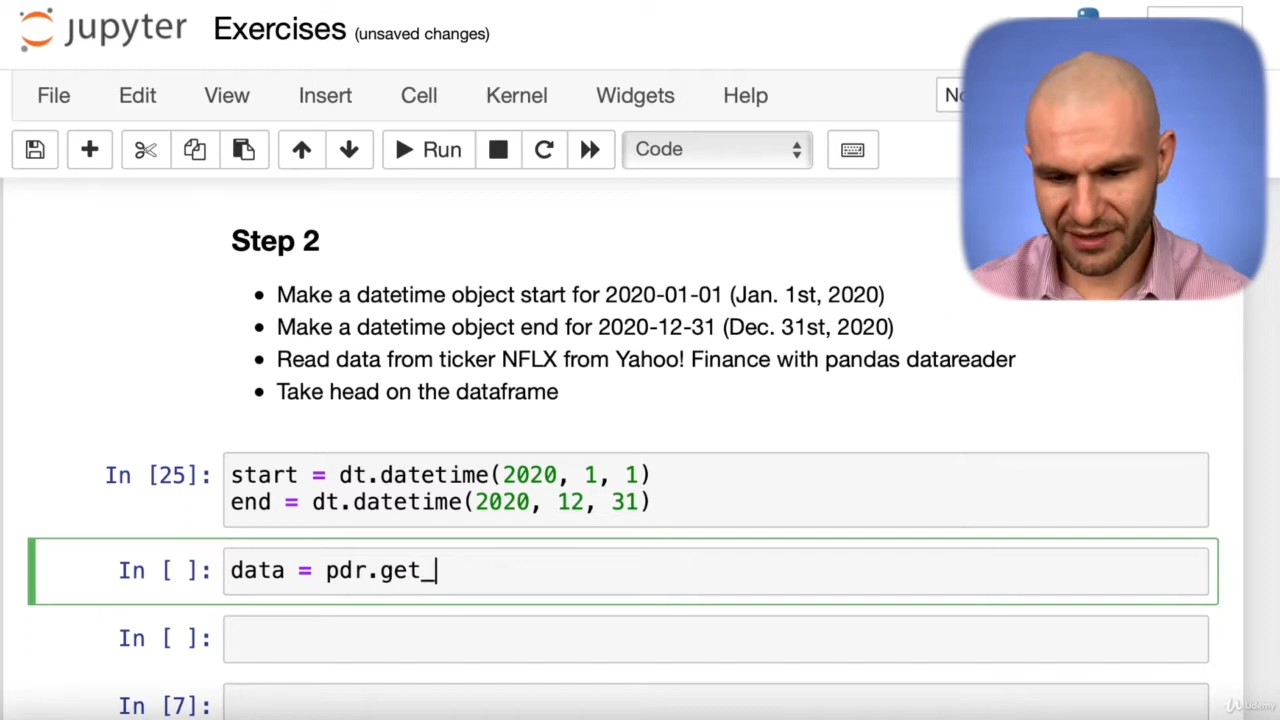 jupyter Exercises (unsaved changes)
File Edit View Insert Cell Kernel Widgets Help
Run Code
Step 2
• Make a datetime object start for 2020-01-01 (Jan. 1st, 2020)
• Make a datetime object end for 2020-12-31 (Dec. 31st, 2020)
• Read data from ticker NFLX from Yahoo! Finance with pandas datareader
• Take head on the dataframe
In [25]: start = dt.datetime(2020, 1, 1)
end = dt.datetime(2020, 12, 31)
In [ ]: data = pdr.get_
In [ ]:
In [7]:
Udemy